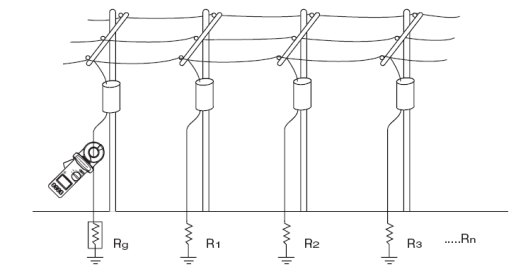 Rg R1 R2 R3 .....Rn